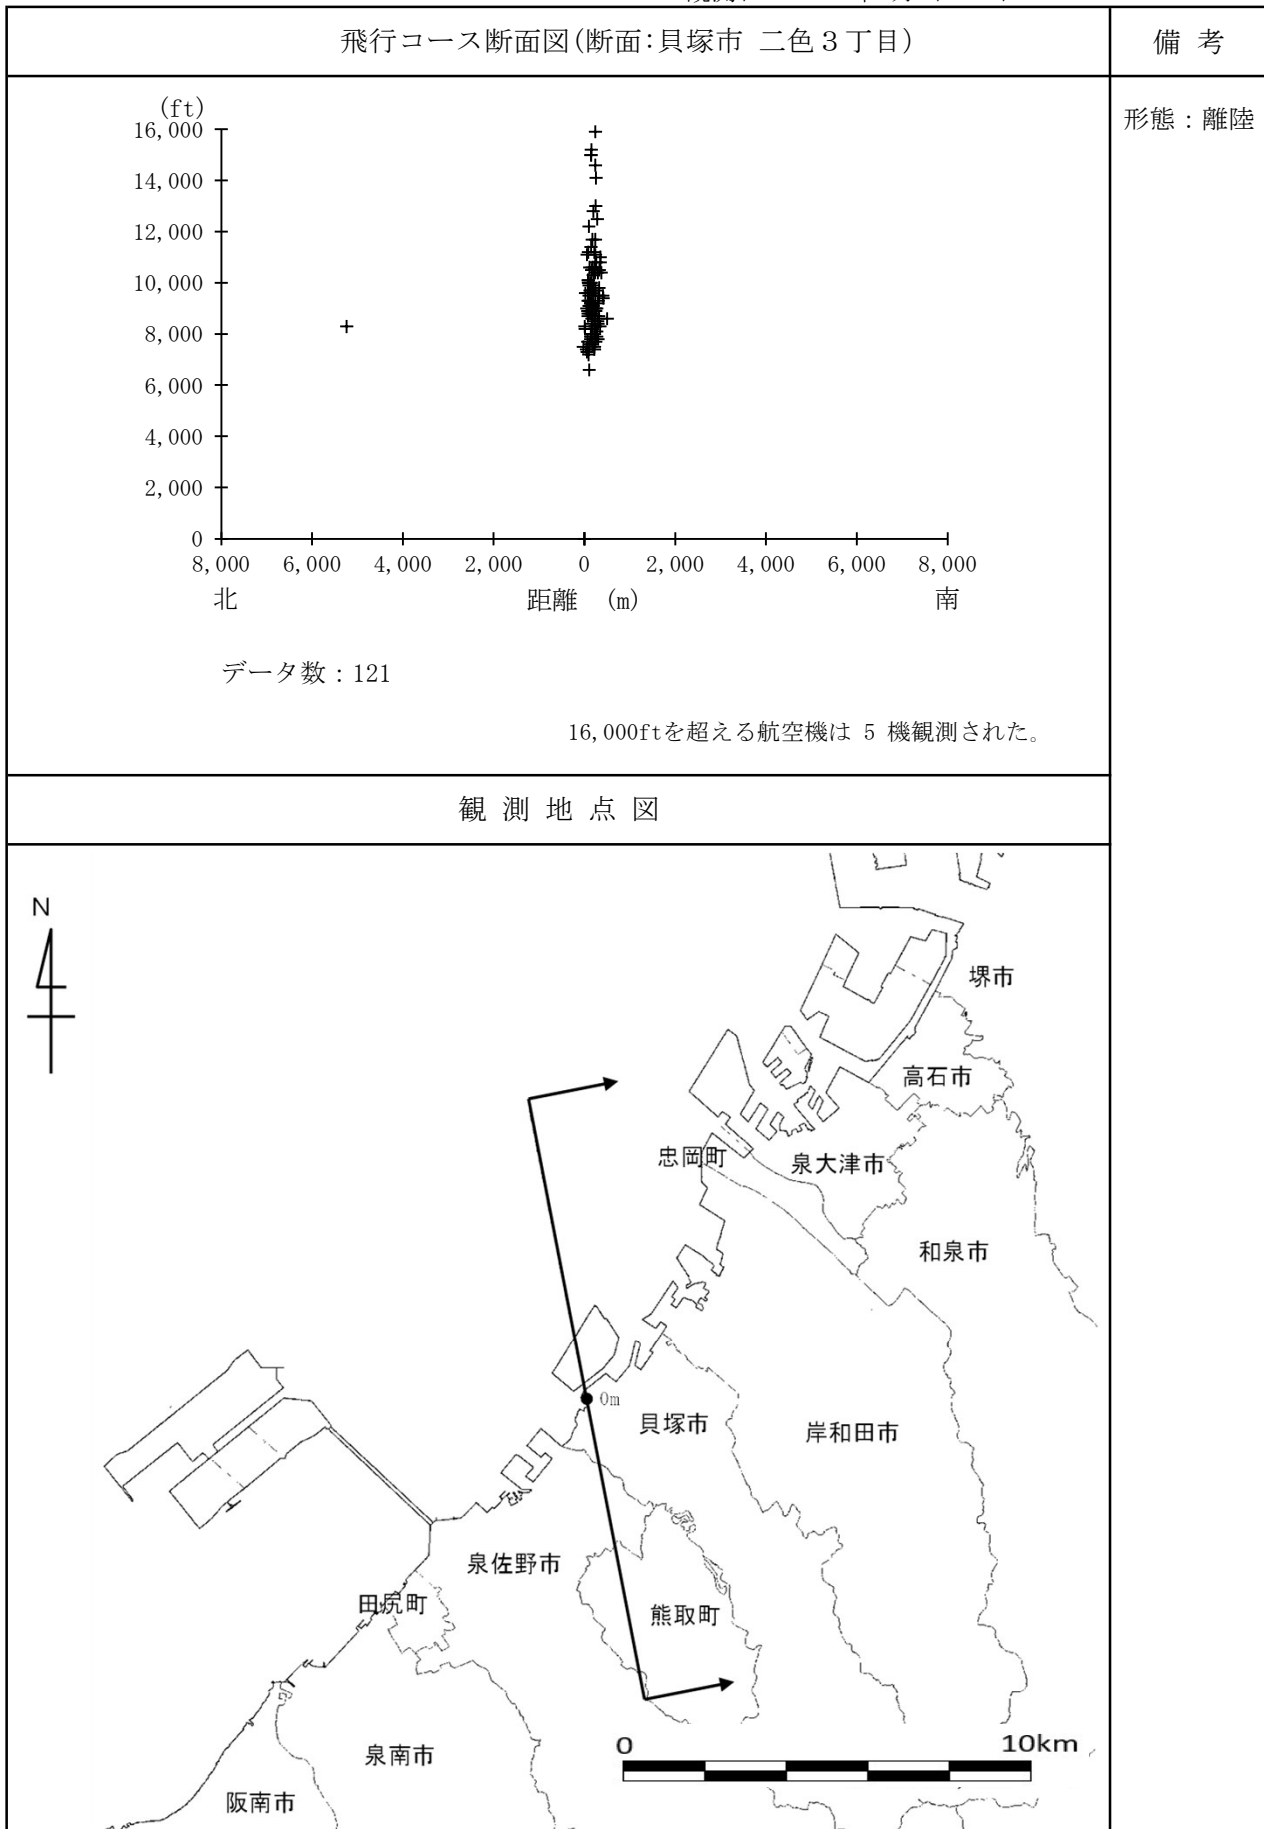 飛行コース断面図(断面:貝塚市 二色３丁目)
備 考
形態：離陸
(ft)
16,000
14,000
12,000
10,000
8,000
6,000
4,000
2,000
0
8,000 6,000 4,000 2,000 0 2,000 4,000 6,000 8,000
北 距離 (m) 南
データ数：121
16,000ftを超える航空機は 5 機観測された。
観 測 地 点 図
N
堺市
高石市
忠岡町
泉大津市
和泉市
0m
貝塚市
岸和田市
泉佐野市
田尻町
熊取町
泉南市
阪南市
0 10km